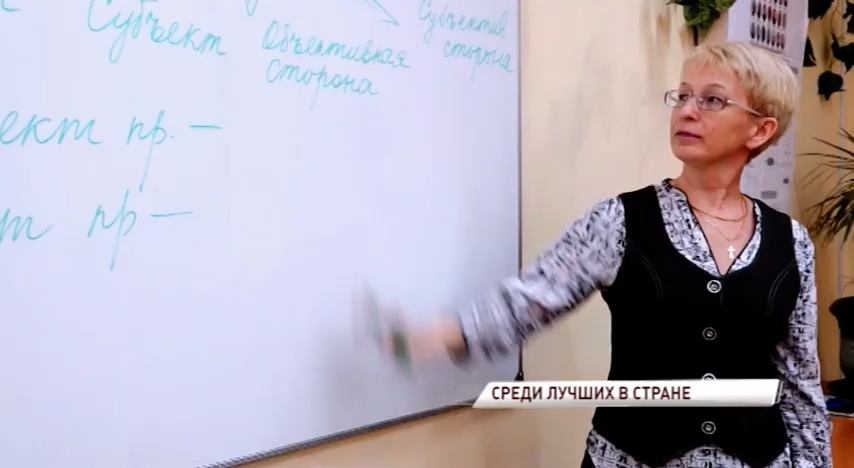 Субъект
Объективная
сторона
Субъектив
сторона
ект пр. –
т пр –
СРЕДИ ЛУЧШИХ В СТРАНЕ